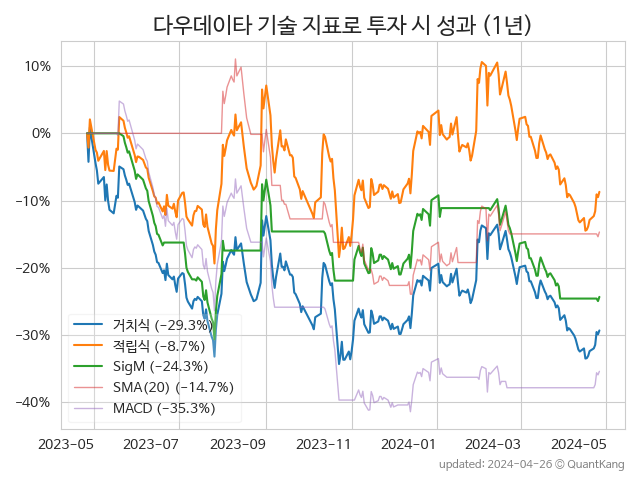 다우데이타 기술 지표로 투자 시 성과 (1년)
10%
0%
−10%
−20%
−30%
−40%
거치식 (−29.3%)
적립식 (−8.7%)
SigM (−24.3%)
SMA(20) (−14.7%)
MACD (−35.3%)
2023-05 2023-07 2023-09 2023-11 2024-01 2024-03 2024-05
updated: 2024-04-26 © QuantKang